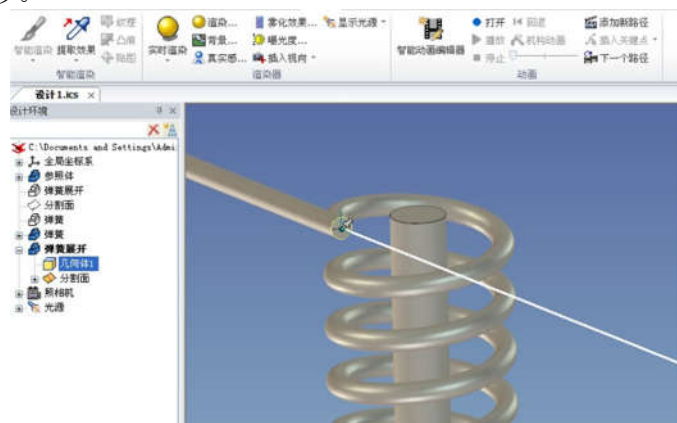 纹理 渲染... 雾化效果... 显示光源 打开 回退 添加新路径
智能渲染 提取效果 凸痕 实时渲染 背景... 曝光度... 智能动画编辑器 播放 机构动画 插入关键点
贴图 真实感... 插入视向 停止 下一个路径
智能渲染 渲染器 动画
设计1.ics ×
设计环境
C:\Documents and Settings\Admi
全局坐标系
参照体
弹簧展开
分割面
弹簧
弹簧
弹簧展开
几何体1
分割面
照相机
光源